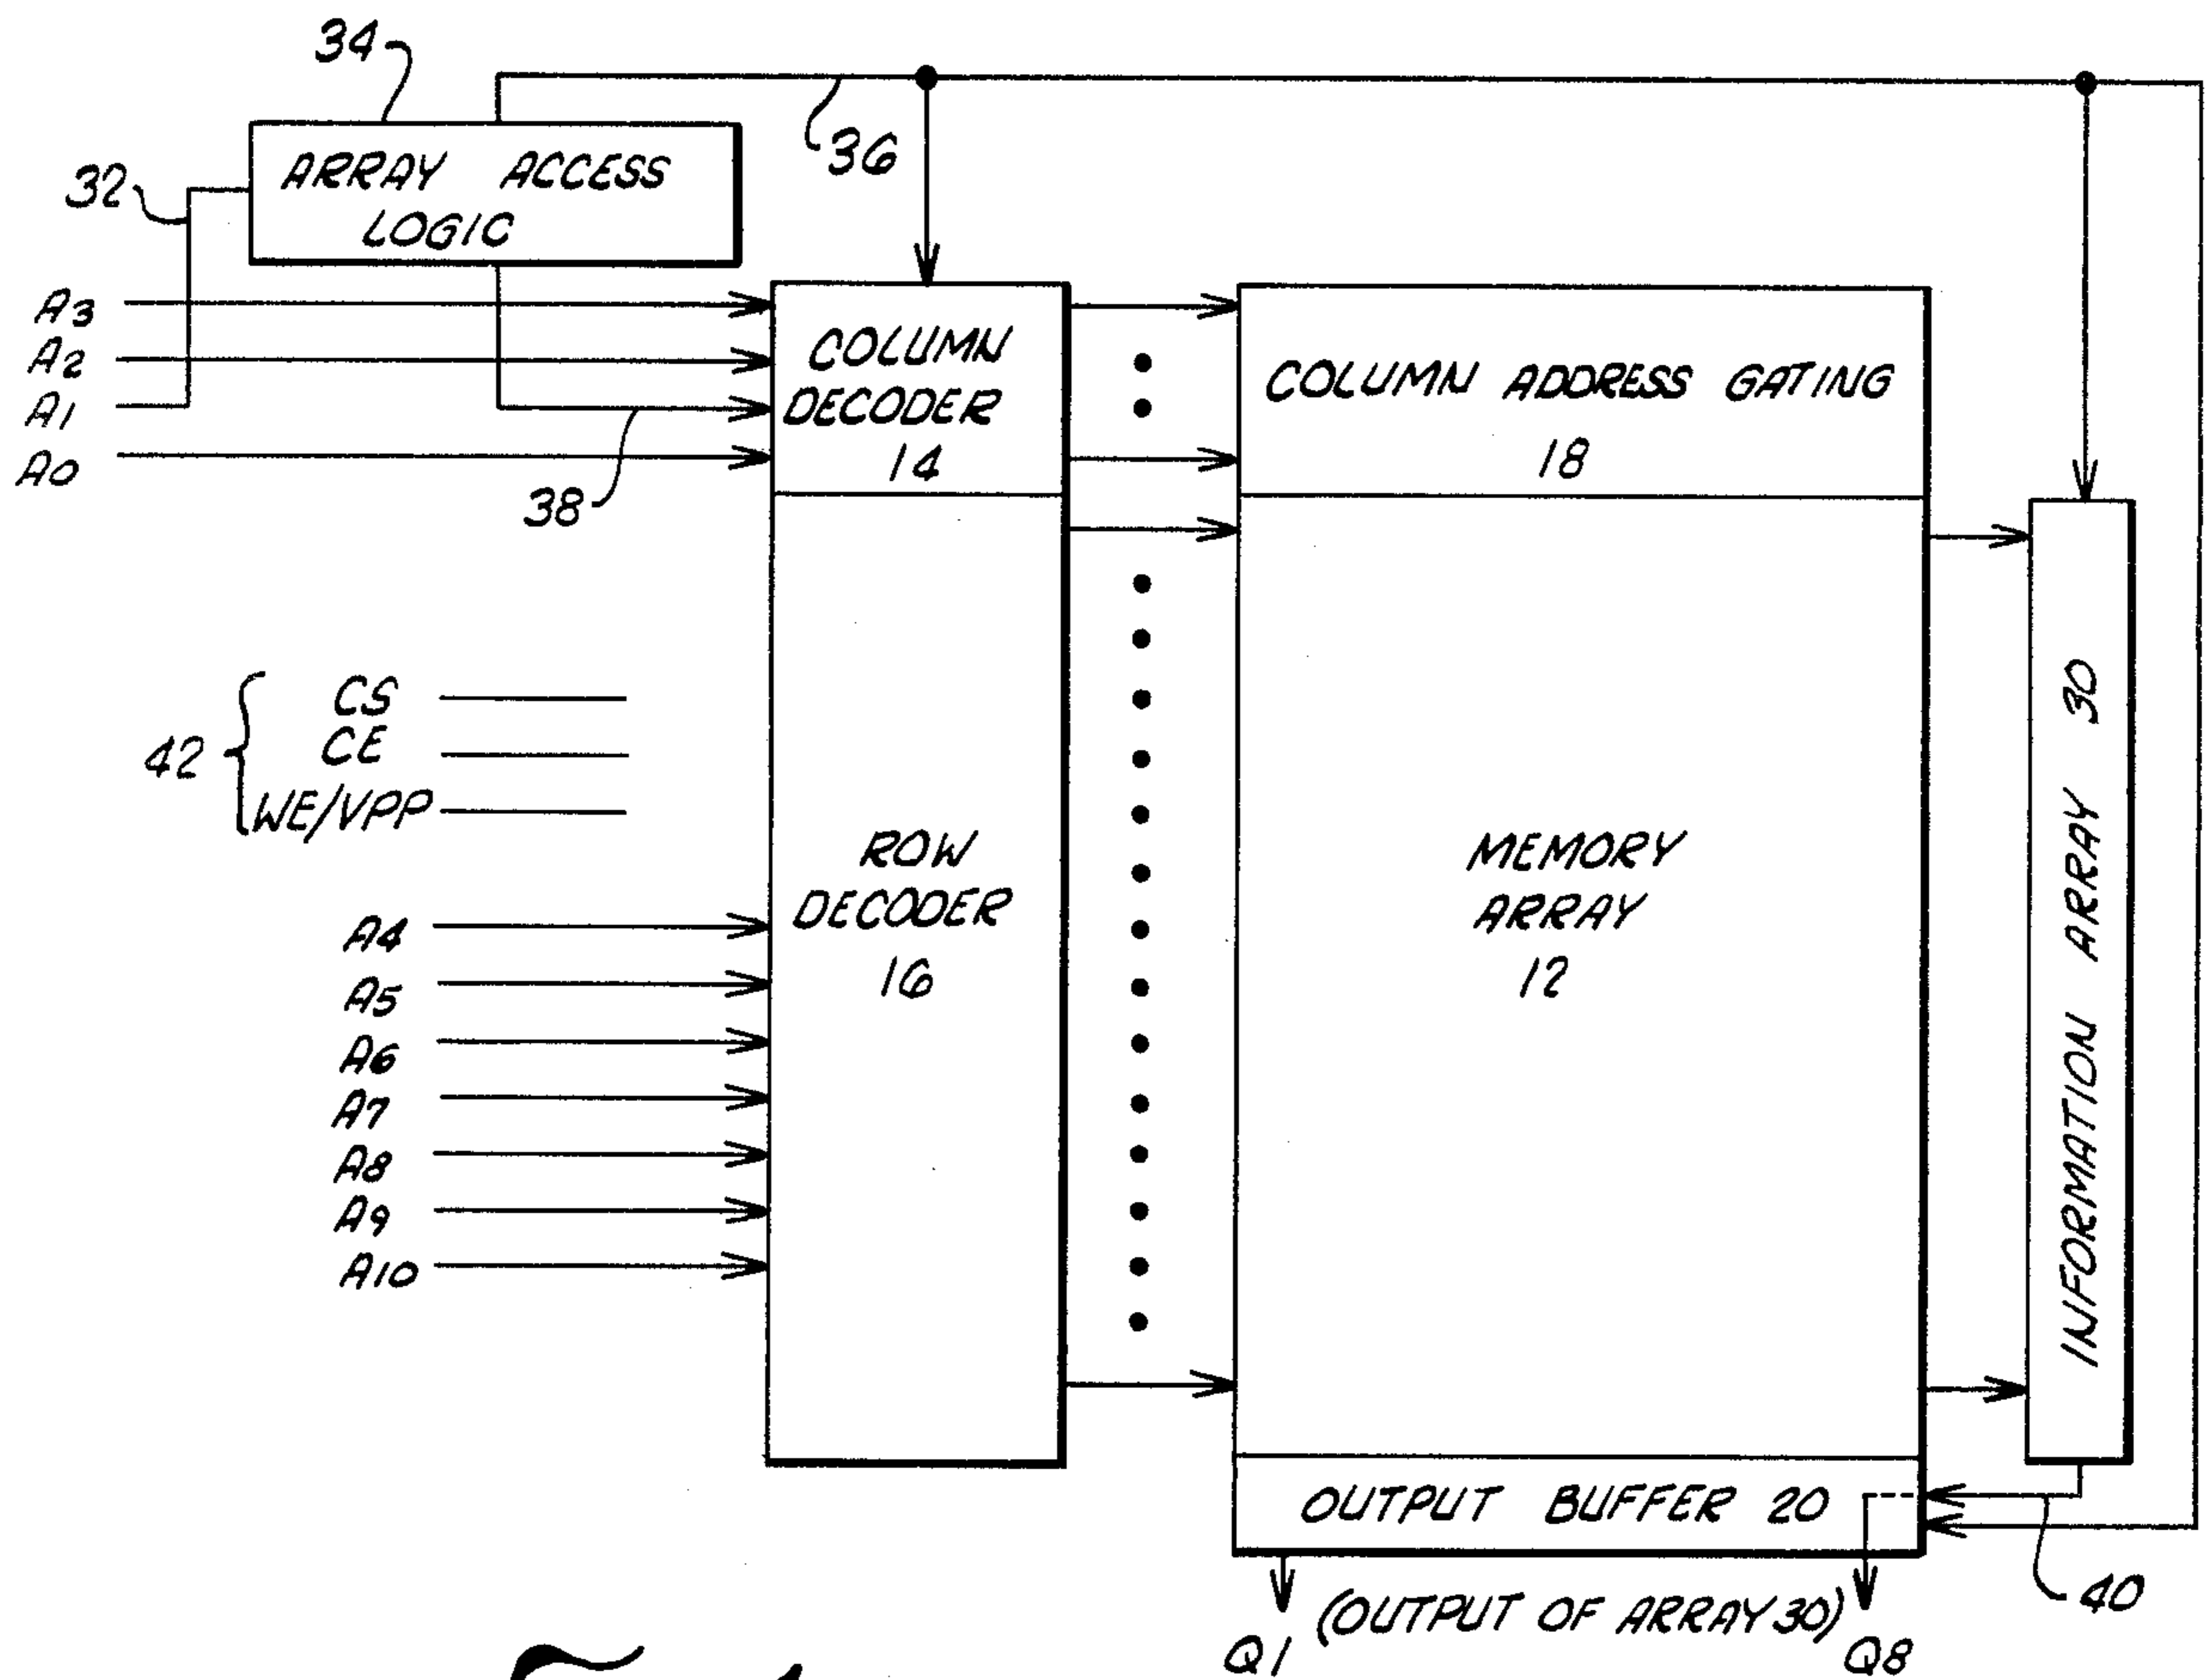 34
36
32
ARRAY ACCESS
LOGIC
A3
A2
A1
A0
38
COLUMN
DECODER
14
COLUMN ADDRESS GATING
18
42
CS
CE
WE/VPP
ROW
DECODER
16
MEMORY
ARRAY
12
INFORMATION ARRAY 30
A4
A5
A6
A7
A8
A9
A10
OUTPUT BUFFER 20
40
(OUTPUT OF ARRAY 30)
Q1
Q8